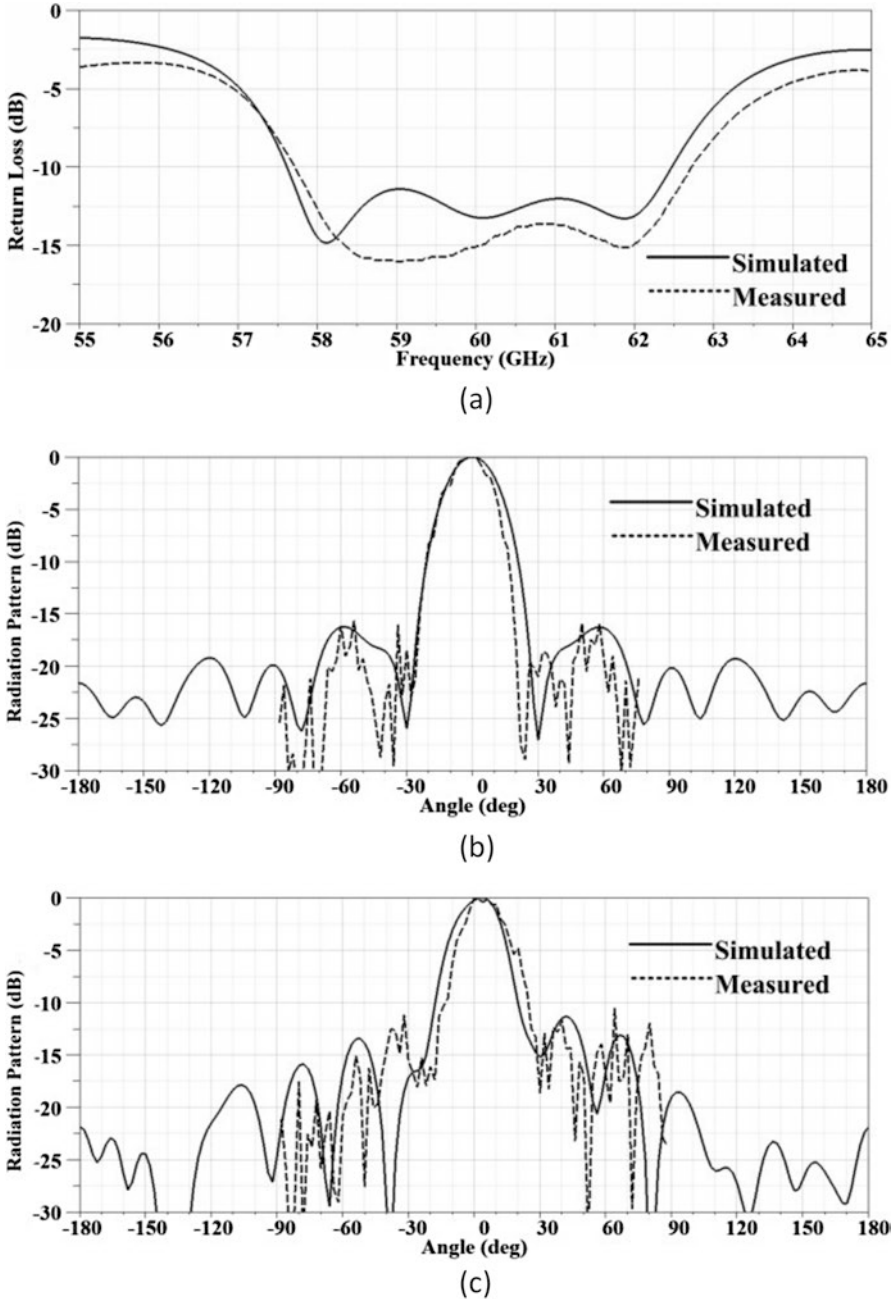 0
-5
-10
-15
-20
Return Loss (dB)
Simulated
Measured
55 56 57 58 59 60 61 62 63 64 65
Frequency (GHz)
(a)
0
-5
-10
-15
-20
-25
-30
Radiation Pattern (dB)
Simulated
Measured
-180 -150 -120 -90 -60 -30 0 30 60 90 120 150 180
Angle (deg)
(b)
0
-5
-10
-15
-20
-25
-30
Radiation Pattern (dB)
Simulated
Measured
-180 -150 -120 -90 -60 -30 0 30 60 90 120 150 180
Angle (deg)
(c)